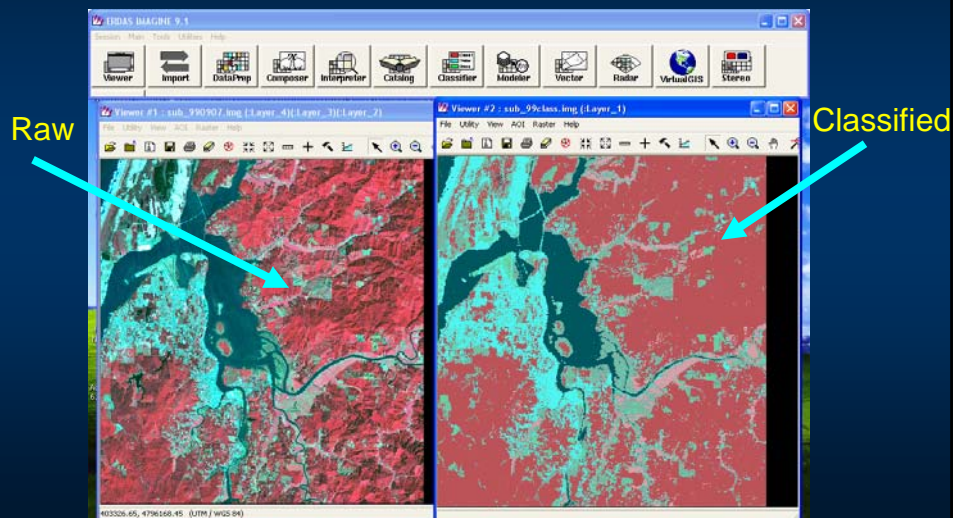 ERDAS IMAGINE 9.1
Session Main Tools Utilities Help
Viewer Import DataPrep Composer Interpreter Catalog Classifier Modeler Vector Radar VirtualGIS Stereo
Raw
Viewer #1 : sub_990907.img (:Layer_4)(:Layer_3)(:Layer_2)
File Utility View AOI Raster Help
Viewer #2 : sub_99class.img (:Layer_1)
File Utility View AOI Raster Help
Classified
403326.65, 4796168.45 (UTM / WGS 84)